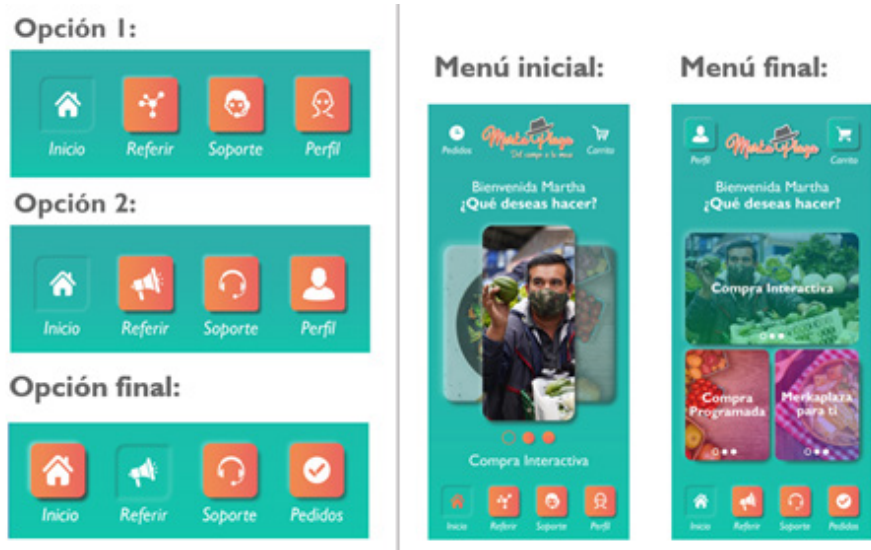 Opción 1:
Inicio Referir Soporte Perfil
Opción 2:
Inicio Referir Soporte Perfil
Opción final:
Inicio Referir Soporte Pedidos
Menú inicial:
Pedidos Carrito
Bienvenida Martha
¿Qué deseas hacer?
Compra Interactiva
Inicio Referir Soporte Perfil
Menú final:
Perfil Carrito
Bienvenida Martha
¿Qué deseas hacer?
Compra Interactiva
Compra
Programada
Merkaplaza
para ti
Inicio Referir Soporte Pedidos